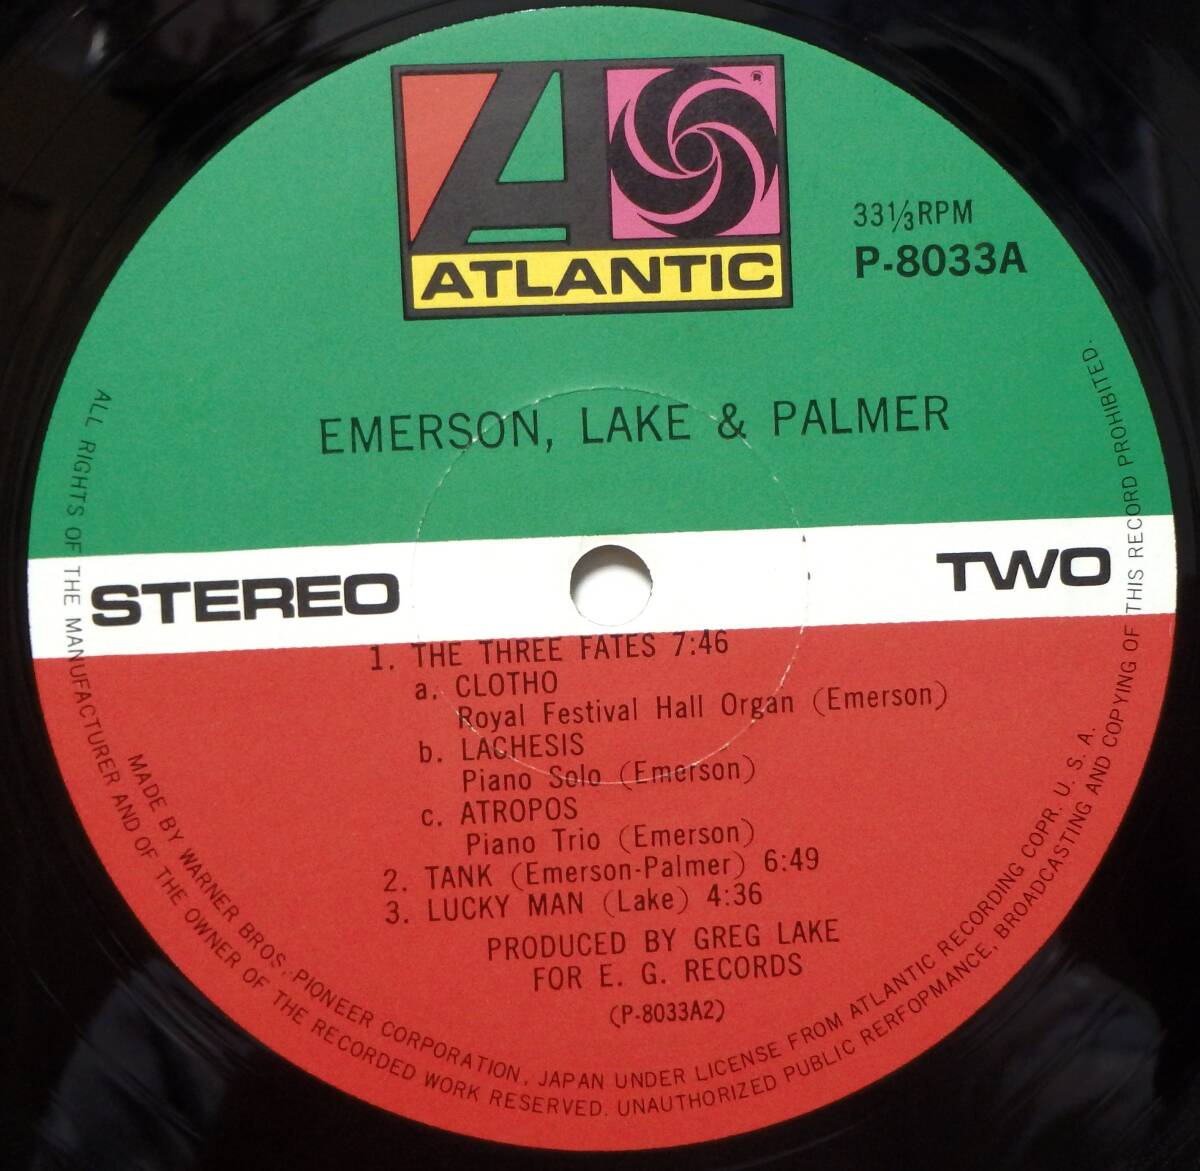 A
®
ATLANTIC
33⅓RPM
P-8033A
EMERSON, LAKE & PALMER
STEREO
TWO
1. THE THREE FATES 7:46
a. CLOTHO
Royal Festival Hall Organ (Emerson)
b. LACHESIS
Piano Solo (Emerson)
c. ATROPOS
Piano Trio (Emerson)
2. TANK (Emerson-Palmer) 6:49
3. LUCKY MAN (Lake) 4:36
PRODUCED BY GREG LAKE
FOR E. G. RECORDS
(P-8033A2)
MADE BY WARNER BROS., PIONEER CORPORATION, JAPAN UNDER LICENSE FROM ATLANTIC RECORDING COPR. U. S. A.
ALL RIGHTS OF THE MANUFACTURER AND OF THE OWNER OF THE RECORDED WORK RESERVED. UNAUTHORIZED PUBLIC RERFOPMANCE, BROADCASTING AND COPYING OF THIS RECORD PROHIBITED.